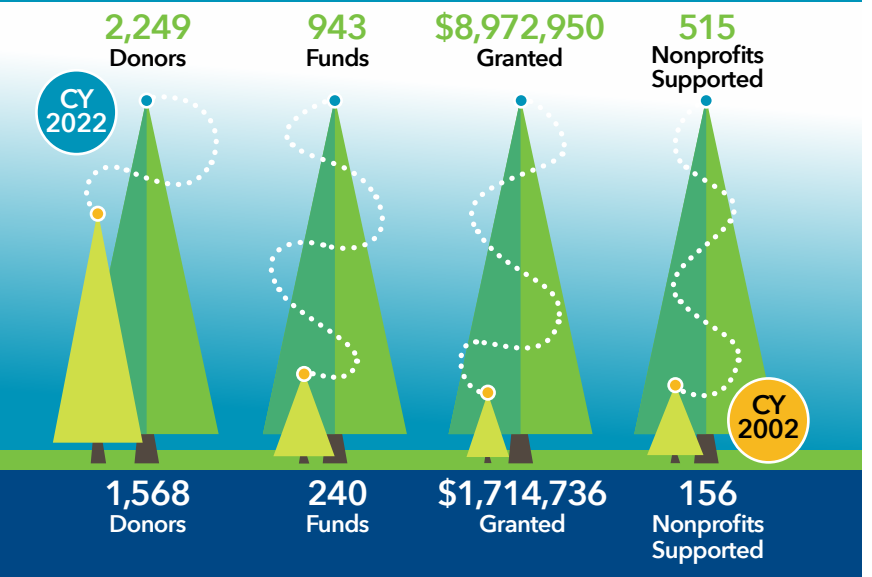 2,249
Donors
943
Funds
$8,972,950
Granted
515
Nonprofits
Supported
CY
2022
CY
2002
1,568
Donors
240
Funds
$1,714,736
Granted
156
Nonprofits
Supported